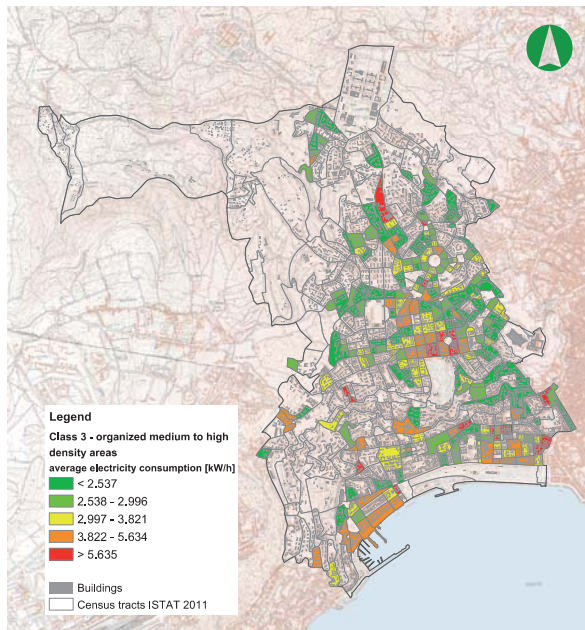 Legend
Class 3 - organized medium to high
density areas
average electricity consumption [kW/h]
< 2.537
2,538 - 2,996
2,997 - 3,821
3.822 - 5.634
> 5.635
Buildings
Census tracts ISTAT 2011